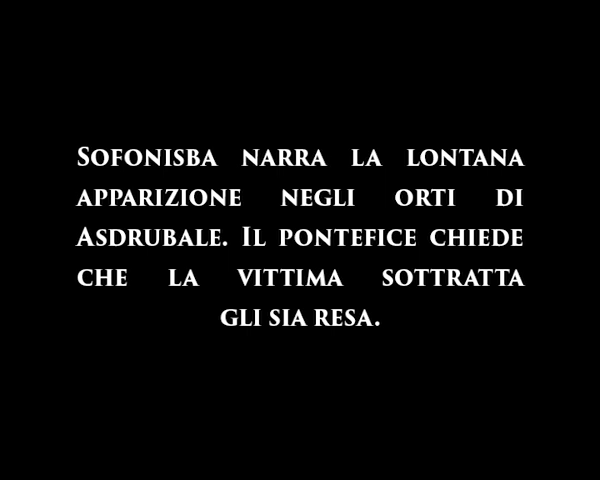 Sofonisba narra la lontana
apparizione negli orti di
Asdrubale. Il pontefice chiede
che la vittima sottratta
gli sia resa.